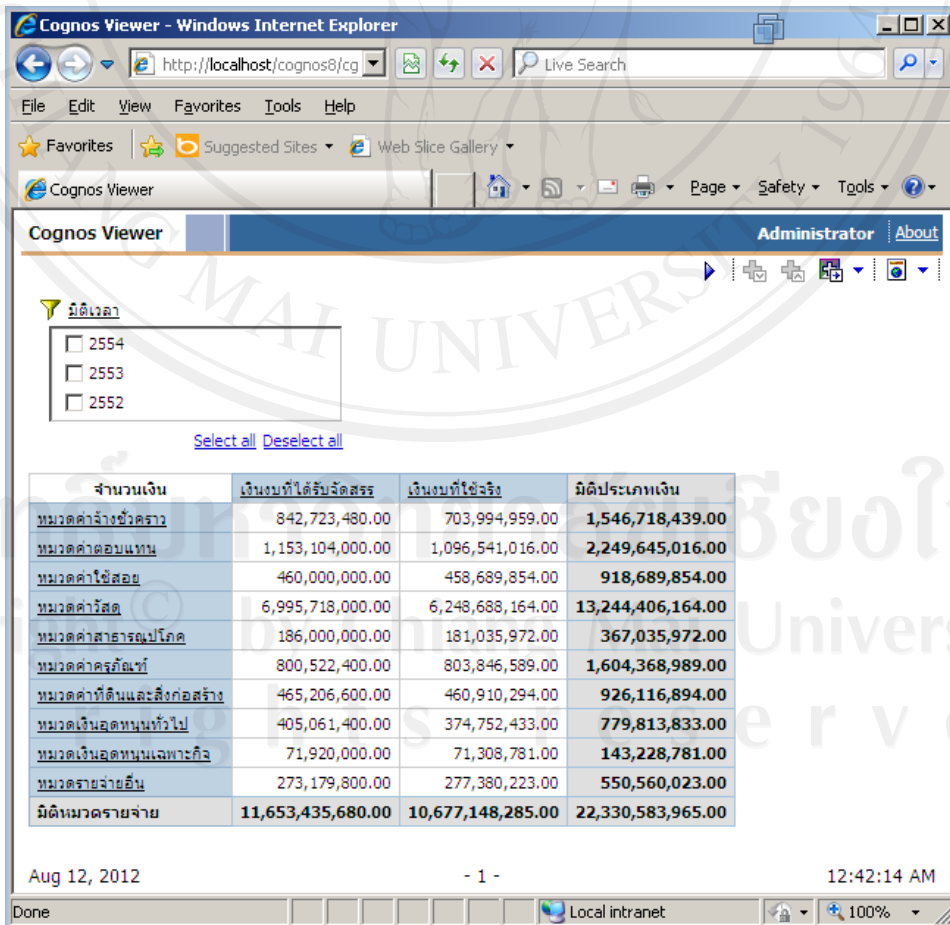 Cognos Viewer - Windows Internet Explorer
http://localhost/cognos8/cg Live Search
File Edit View Favorites Tools Help
Favorites Suggested Sites Web Slice Gallery
Cognos Viewer Page Safety Tools
Cognos Viewer Administrator About
มิติเวลา
2554
2553
2552
Select all Deselect all
จำนวนเงิน เงินงบที่ได้รับจัดสรร เงินงบที่ใช้จริง มิติประเภทเงิน
หมวดค่าจ้างชั่วคราว 842,723,480.00 703,994,959.00 1,546,718,439.00
หมวดค่าตอบแทน 1,153,104,000.00 1,096,541,016.00 2,249,645,016.00
หมวดค่าใช้สอย 460,000,000.00 458,689,854.00 918,689,854.00
หมวดค่าวัสดุ 6,995,718,000.00 6,248,688,164.00 13,244,406,164.00
หมวดค่าสาธารณูปโภค 186,000,000.00 181,035,972.00 367,035,972.00
หมวดค่าครุภัณฑ์ 800,522,400.00 803,846,589.00 1,604,368,989.00
หมวดค่าที่ดินและสิ่งก่อสร้าง 465,206,600.00 460,910,294.00 926,116,894.00
หมวดเงินอุดหนุนทั่วไป 405,061,400.00 374,752,433.00 779,813,833.00
หมวดเงินอุดหนุนเฉพาะกิจ 71,920,000.00 71,308,781.00 143,228,781.00
หมวดรายจ่ายอื่น 273,179,800.00 277,380,223.00 550,560,023.00
มิติหมวดรายจ่าย 11,653,435,680.00 10,677,148,285.00 22,330,583,965.00
Aug 12, 2012 - 1 - 12:42:14 AM
Done Local intranet 100%